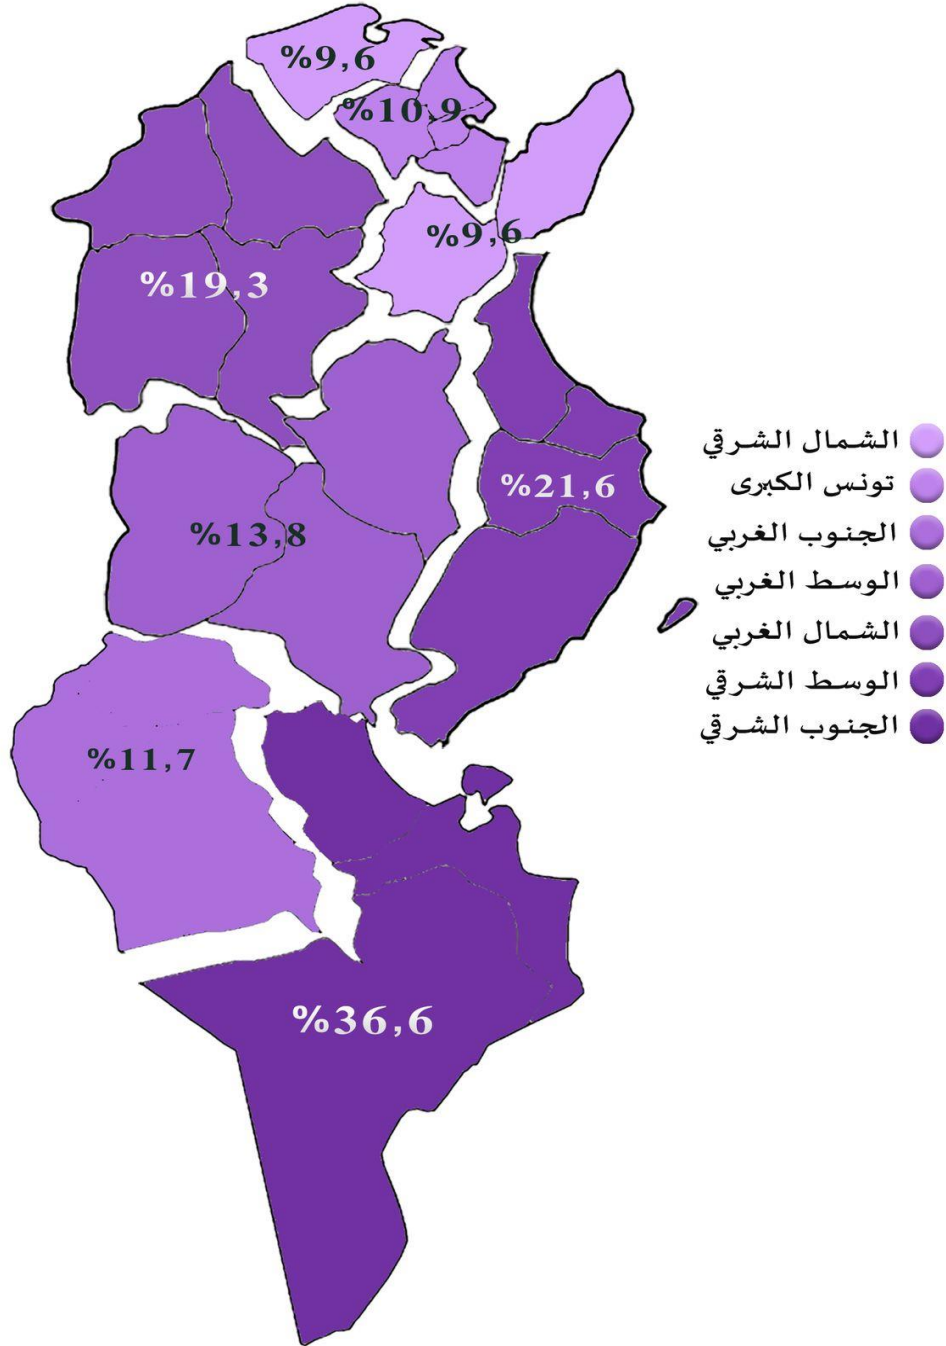 %9,6
%10,9
%9,6
%19,3
%21,6
%13,8
%11,7
%36,6
الشمال الشرقي
تونس الكبرى
الجنوب الغربي
الوسط الغربي
الشمال الغربي
الوسط الشرقي
الجنوب الشرقي